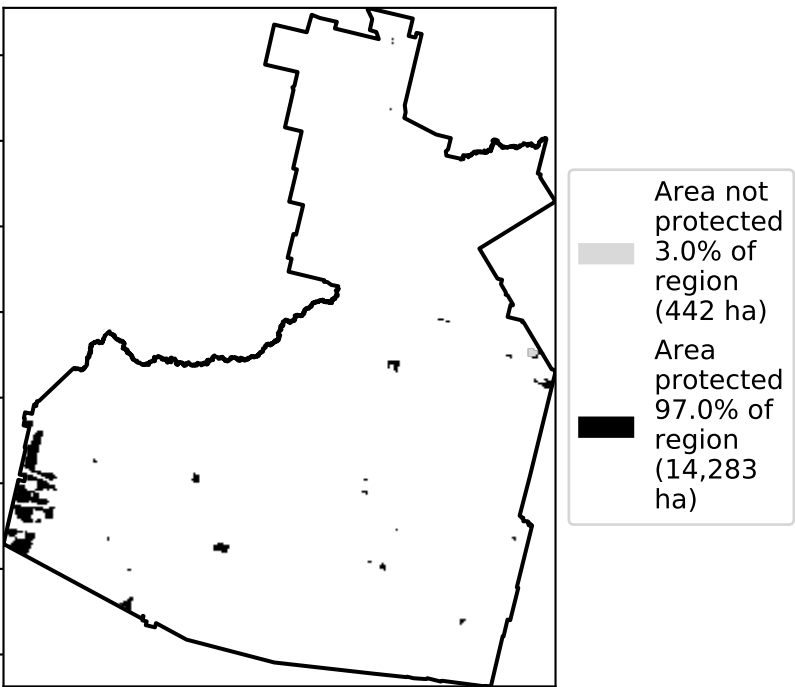 Area not
protected
3.0% of
region
(442 ha)
Area
protected
97.0% of
region
(14,283
ha)